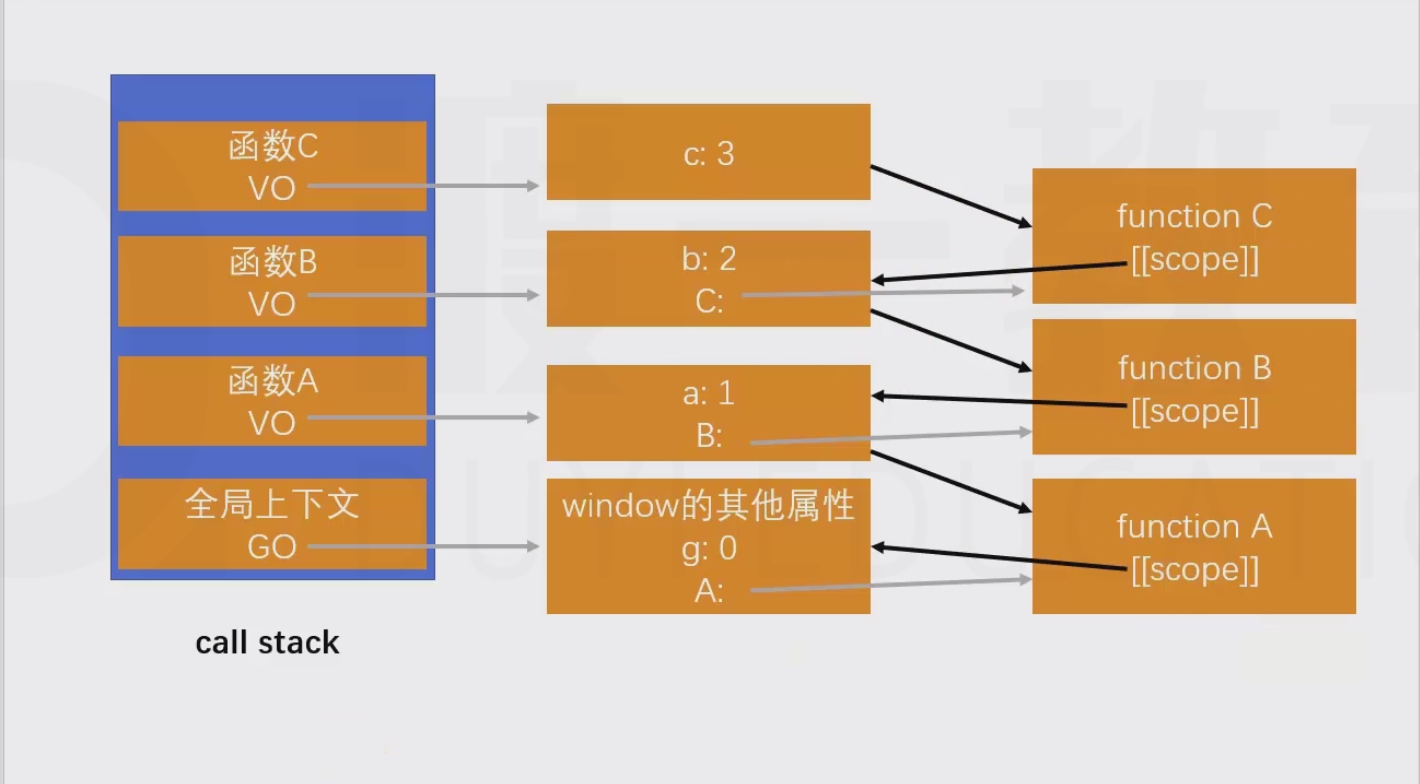 函数C
VO
函数B
VO
函数A
VO
全局上下文
GO
call stack
c: 3
b: 2
C:
a: 1
B:
window的其他属性
g: 0
A:
function C
[[scope]]
function B
[[scope]]
function A
[[scope]]